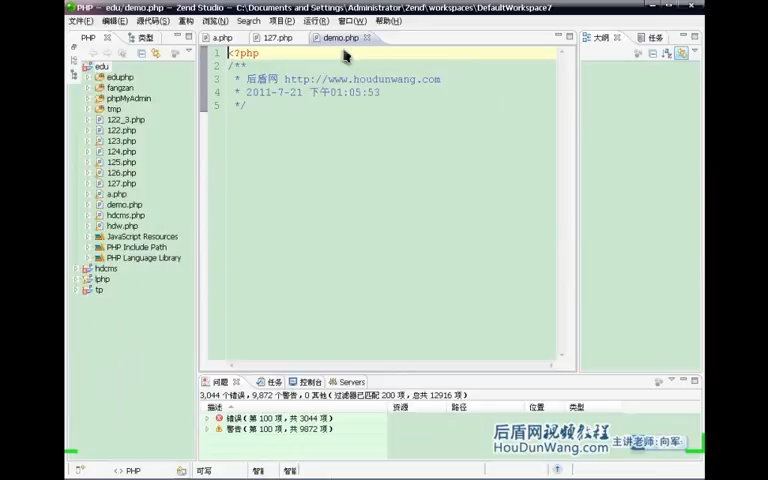 PHP - edu/demo.php - Zend Studio - C:\Documents and Settings\Administrator\Zend\workspaces\DefaultWorkspace7
文件(F) 编辑(E) 源代码(S) 重构 浏览(N) Search 项目(P) 运行(R) 窗口(W) 帮助(H)
PHP 类型
a.php 127.php demo.php
大纲 任务
edu
eduphp
fangzan
phpMyAdmin
tmp
122_3.php
122.php
123.php
124.php
125.php
126.php
127.php
a.php
demo.php
hdcms.php
hdw.php
JavaScript Resources
PHP Include Path
PHP Language Library
hdcms
lphp
tp
1 <?php
2 /**
3 * 后盾网 http://www.houdunwang.com
4 * 2011-7-21 下午01:05:53
5 */
问题 任务 控制台 Servers
3,044 个错误，9,872 个警告，0 其他(过滤器已匹配 200 项，总共 12916 项)
描述 资源 路径 位置 类型
错误(第 100 项，共 3044 项)
警告(第 100 项，共 9872 项)
后盾网视频教程 主讲老师:向军
HouDunWang.com
<> PHP 可写 智能 智能